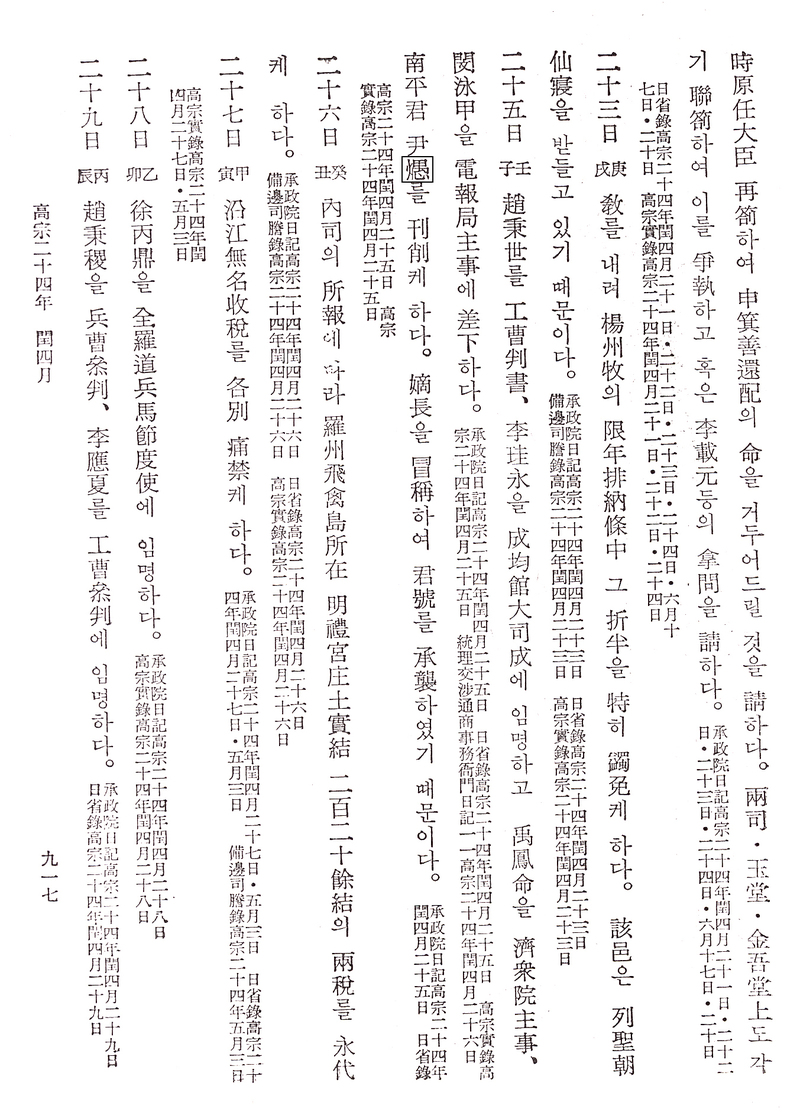 時原任大臣 再箚하여 申箕善還配의 命을 거두어드릴 것을 請하다。 兩司・玉堂・金吾堂上도 각
기 聯箚하여 이를 爭執하고 혹은 李載元등의 拿問을 請하다。 承政院日記高宗二十四年閏四月二十一日・二十二
日・二十三日・二十四日・六月十七日・二十日
日省錄高宗二十四年閏四月二十一日・二十二日・二十三日・二十四日・六月十
七日・二十日 高宗實錄高宗二十四年閏四月二十一日・二十二日・二十四日
二十三日 庚戌 敎를 내려 楊州牧의 限年排納條中 그 折半을 特히 蠲免케 하다。 該邑은 列聖朝
仙寢을 받들고 있기 때문이다。 承政院日記高宗二十四年閏四月二十三日 日省錄高宗二十四年閏四月二十三日
備邊司謄錄高宗二十四年閏四月二十三日 高宗實錄高宗二十四年閏四月二十三日
二十五日 壬子 趙秉世를 工曹判書、 李珪永을 成均館大司成에 임명하고 禹鳳命을 濟衆院主事、
閔泳甲을 電報局主事에 差下하다。 承政院日記高宗二十四年閏四月二十五日 日省錄高宗二十四年閏四月二十五日 高宗實錄高
宗二十四年閏四月二十五日 統理交涉通商事務衙門日記一一高宗二十四年閏四月二十六日
南平君 尹㷼를 刊削케 하다。 嫡長을 冒稱하여 君號를 承襲하였기 때문이다。 承政院日記高宗二十四年
閏四月二十五日 日省錄
高宗二十四年閏四月二十五日 高宗
實錄高宗二十四年閏四月二十五日
二十六日 癸丑 內司의 所報에 따라 羅州飛禽島所在 明禮宮庄土實結 二百二十餘結의 兩稅를 永代
케 하다。 承政院日記高宗二十四年閏四月二十六日 日省錄高宗二十四年閏四月二十六日
備邊司謄錄高宗二十四年閏四月二十六日 高宗實錄高宗二十四年閏四月二十六日
二十七日 甲寅 沿江無名收稅를 各別 痛禁케 하다。 承政院日記高宗二十四年閏四月二十七日・五月三日 日省錄高宗二十
四年閏四月二十七日・五月三日 備邊司謄錄高宗二十四年五月三日
高宗實錄高宗二十四年閏
四月二十七日・五月三日
二十八日 乙卯 徐丙鼎을 全羅道兵馬節度使에 임명하다。 承政院日記高宗二十四年閏四月二十八日
高宗實錄高宗二十四年閏四月二十八日
二十九日 丙辰 趙秉稷을 兵曹叅判、 李應夏를 工曹叅判에 임명하다。 承政院日記高宗二十四年閏四月二十九日
日省錄高宗二十四年閏四月二十九日
高宗二十四年 閏四月
九一七